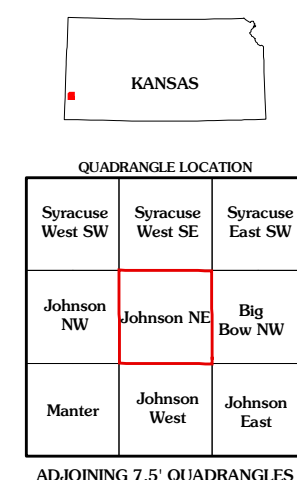 KANSAS
QUADRANGLE LOCATION
Syracuse
West SW
Syracuse
West SE
Syracuse
East SW
Johnson
NW
Johnson NE
Big
Bow NW
Manter
Johnson
West
Johnson
East
ADJOINING 7.5' QUADRANGLES